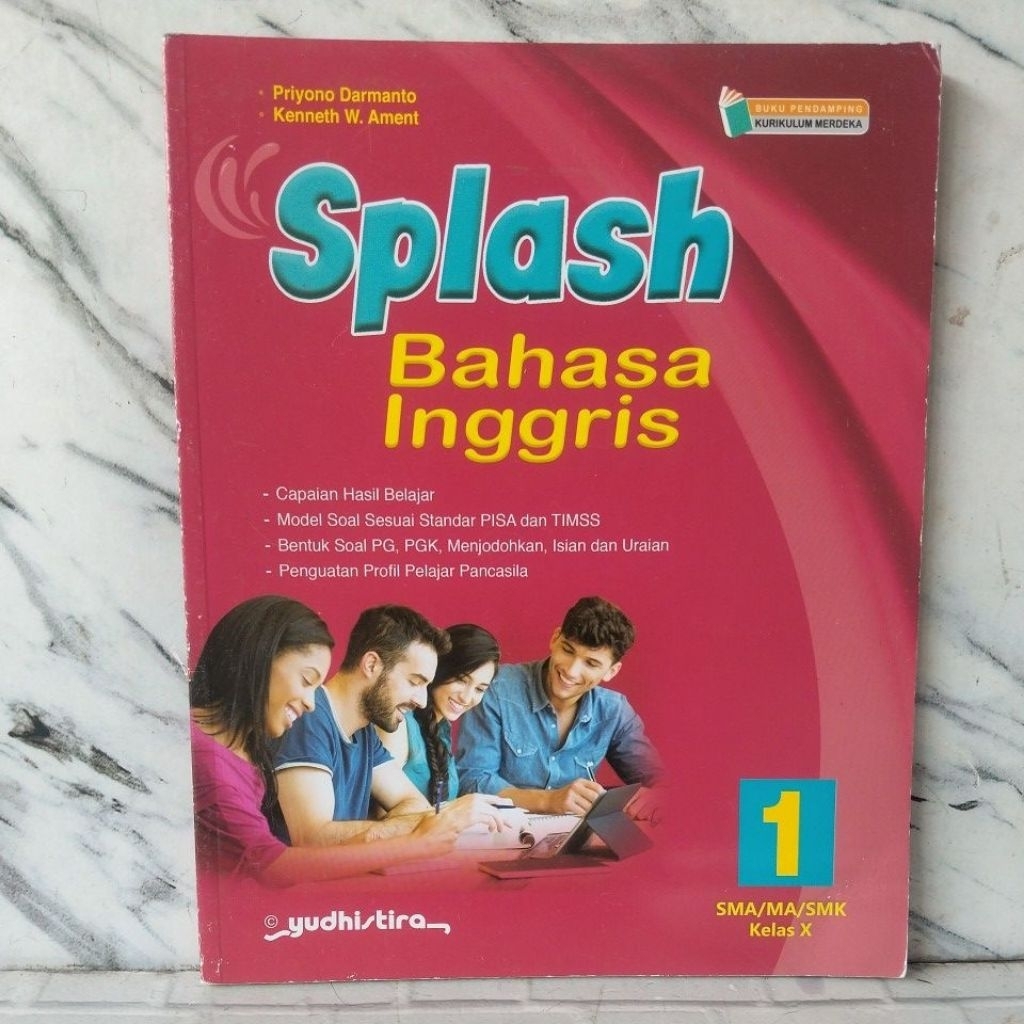 • Priyono Darmanto
• Kenneth W. Ament
BUKU PENDAMPING
KURIKULUM MERDEKA
Splash
Bahasa
Inggris
- Capaian Hasil Belajar
- Model Soal Sesuai Standar PISA dan TIMSS
- Bentuk Soal PG, PGK, Menjodohkan, Isian dan Uraian
- Penguatan Profil Pelajar Pancasila
1
SMA/MA/SMK
Kelas X
© yudhistira